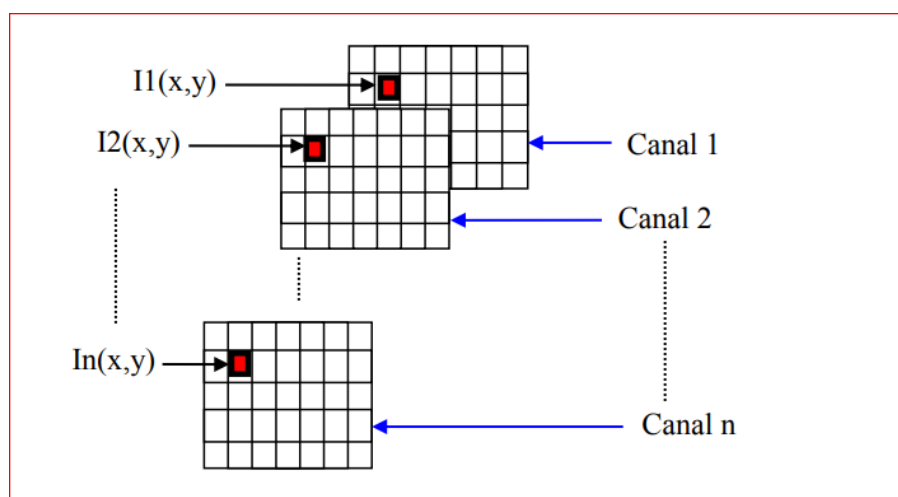 I1(x,y)
I2(x,y)
Canal 1
Canal 2
In(x,y)
Canal n